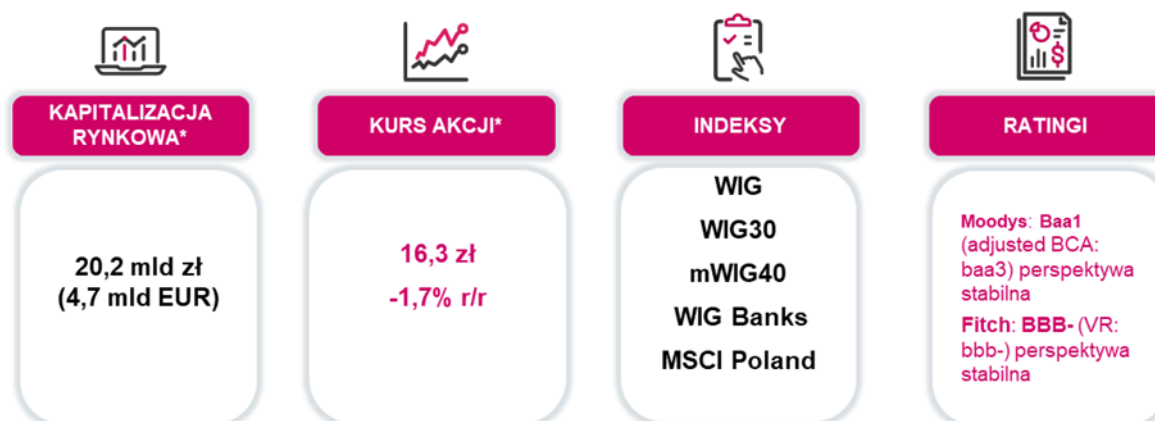 KAPITALIZACJA
RYNKOWA*
20,2 mld zł
(4,7 mld EUR)
KURS AKCJI*
16,3 zł
-1,7% r/r
INDEKSY
WIG
WIG30
mWIG40
WIG Banks
MSCI Poland
RATINGI
Moodys: Baa1
(adjusted BCA:
baa3) perspektywa
stabilna
Fitch: BBB- (VR:
bbb-) perspektywa
stabilna